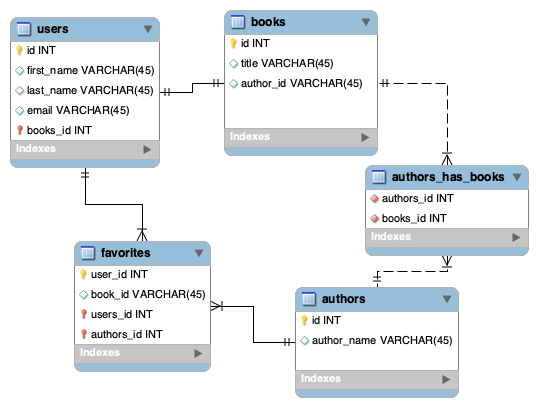 users
id INT
first_name VARCHAR(45)
last_name VARCHAR(45)
email VARCHAR(45)
books_id INT
Indexes
books
id INT
title VARCHAR(45)
author_id VARCHAR(45)
Indexes
authors_has_books
authors_id INT
books_id INT
Indexes
favorites
user_id INT
book_id VARCHAR(45)
users_id INT
authors_id INT
Indexes
authors
id INT
author_name VARCHAR(45)
Indexes